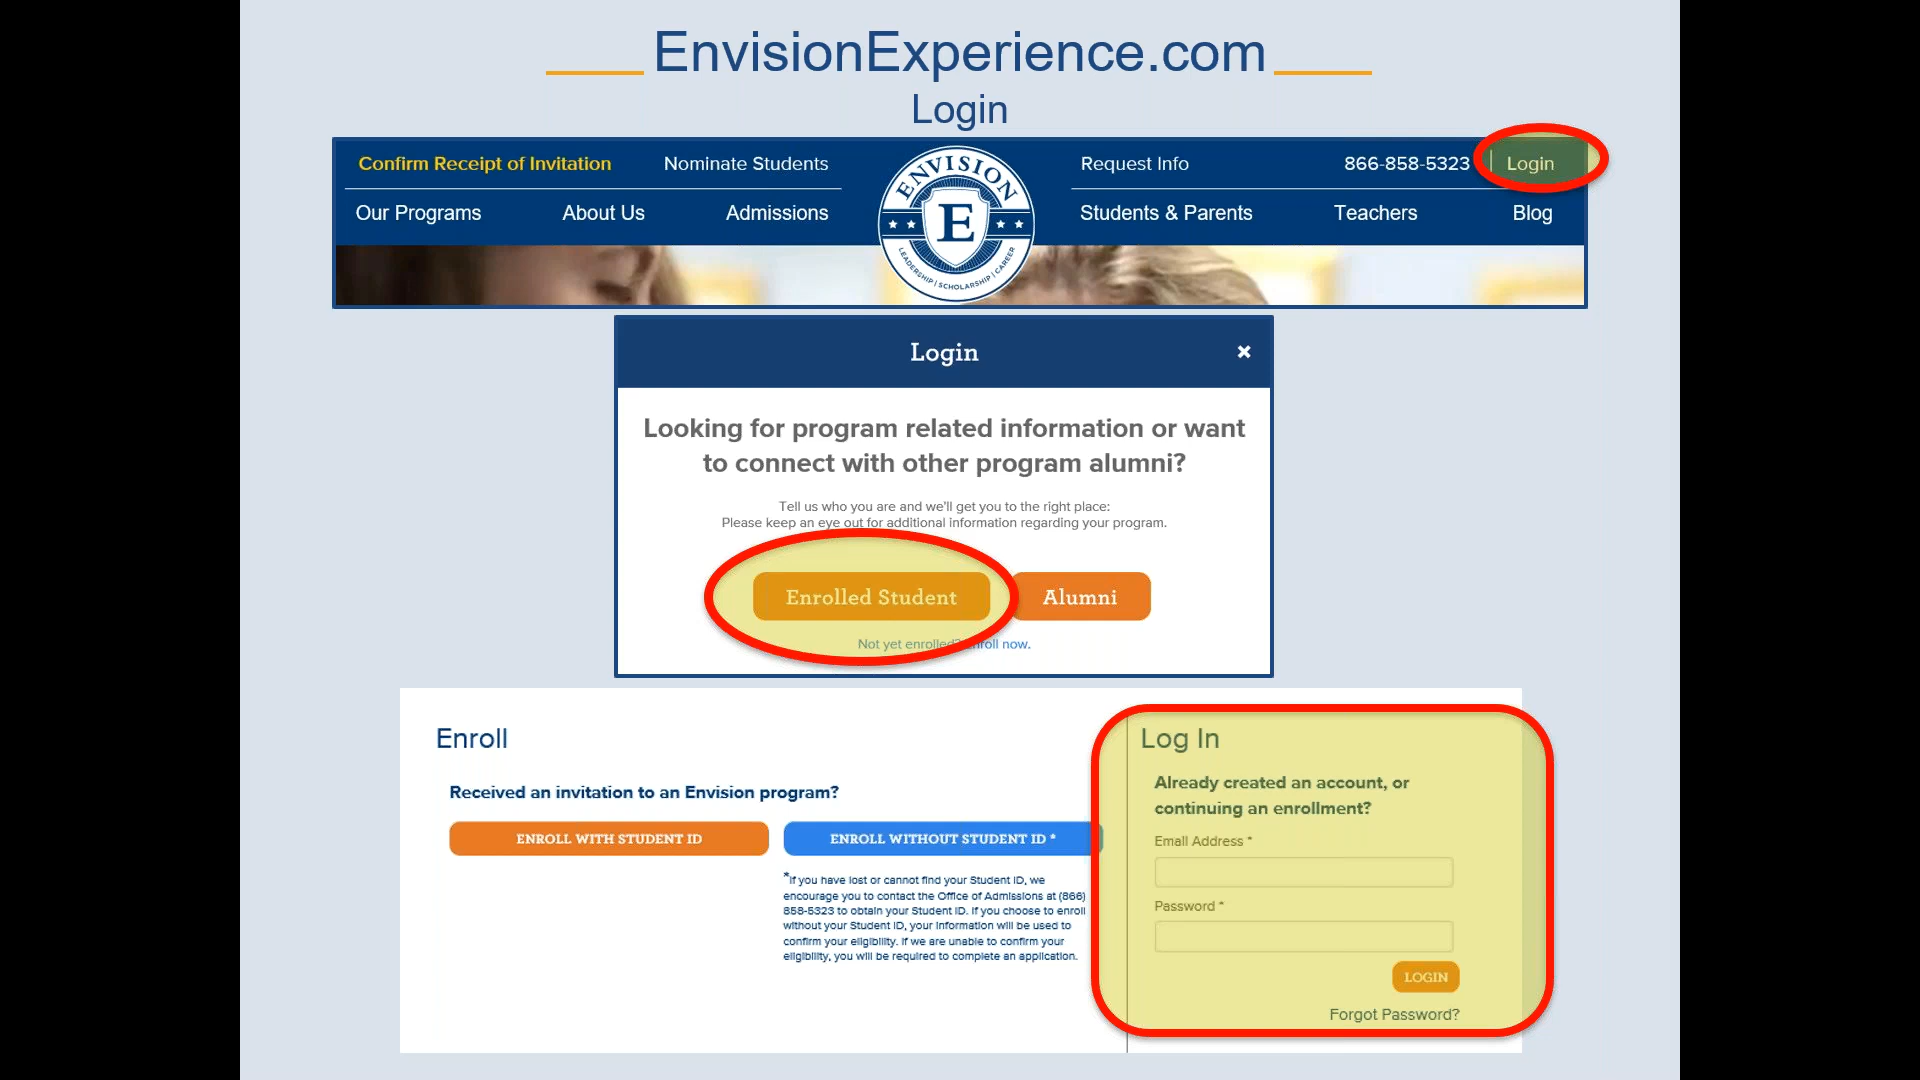 EnvisionExperience.com
Login
Confirm Receipt of Invitation
Nominate Students
Request Info
866-858-5323
Login
Our Programs
About Us
Admissions
Students & Parents
Teachers
Blog
ENVISION
E
LEADERSHIP | SCHOLARSHIP | CAREER
Login
Looking for program related information or want
to connect with other program alumni?
Tell us who you are and we'll get you to the right place:
Please keep an eye out for additional information regarding your program.
Enrolled Student
Alumni
Not yet enrolled? Enroll now.
Enroll
Received an invitation to an Envision program?
ENROLL WITH STUDENT ID
ENROLL WITHOUT STUDENT ID *
*If you have lost or cannot find your Student ID, we
encourage you to contact the Office of Admissions at (866)
858-5323 to obtain your Student ID. If you choose to enroll
without your Student ID, your information will be used to
confirm your eligibility. If we are unable to confirm your
eligibility, you will be required to complete an application.
Log In
Already created an account, or
continuing an enrollment?
Email Address *
Password *
LOGIN
Forgot Password?